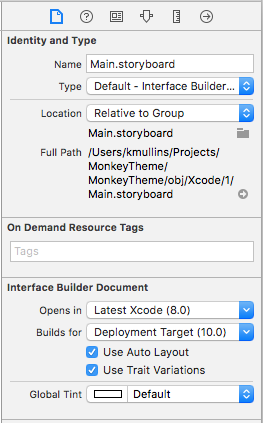 Identity and Type
Name Main.storyboard
Type Default - Interface Builder...
Location Relative to Group
Main.storyboard
Full Path /Users/kmullins/Projects/
MonkeyTheme/
MonkeyTheme/obj/Xcode/1/
Main.storyboard
On Demand Resource Tags
Tags
Interface Builder Document
Opens in Latest Xcode (8.0)
Builds for Deployment Target (10.0)
Use Auto Layout
Use Trait Variations
Global Tint Default